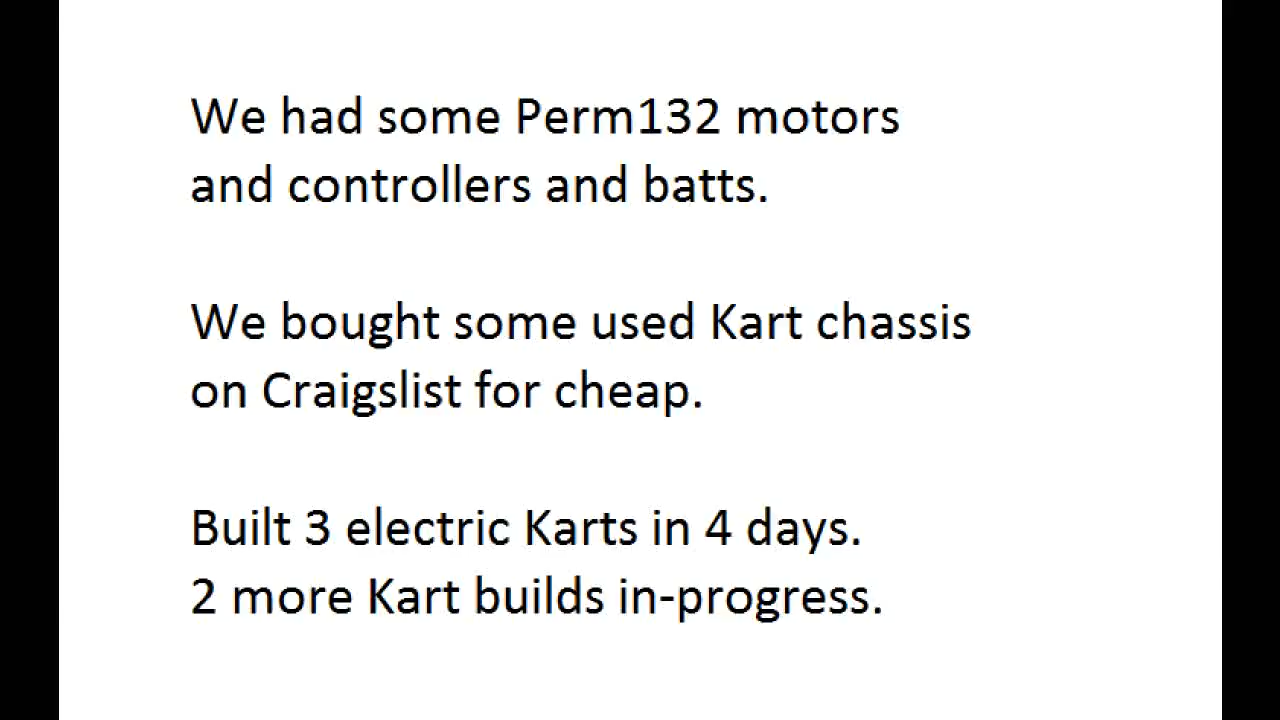 We had some Perm132 motors
and controllers and batts.
We bought some used Kart chassis
on Craigslist for cheap.
Built 3 electric Karts in 4 days.
2 more Kart builds in-progress.